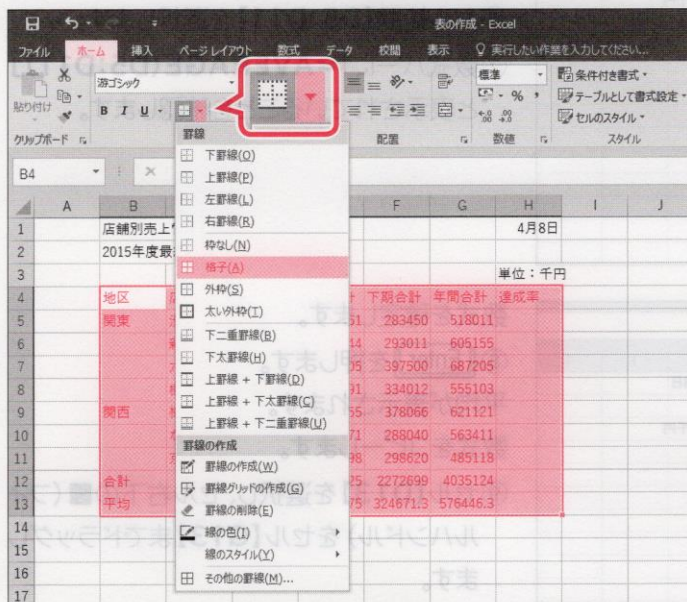 表の作成 - Excel
ファイル ホーム 挿入 ページレイアウト 数式 データ 校閲 表示 実行したい作業を入力してください...
貼り付け 游ゴシック 標準 条件付き書式
B I U % , テーブルとして書式設定
セルのスタイル
クリップボード 配置 数値 スタイル
B4
罫線
下罫線(O)
上罫線(P)
左罫線(L)
右罫線(R)
枠なし(N)
格子(A)
外枠(S)
太い外枠(T)
下二重罫線(B)
下太罫線(H)
上罫線 + 下罫線(D)
上罫線 + 下太罫線(C)
上罫線 + 下二重罫線(U)
罫線の作成
罫線の作成(W)
罫線グリッドの作成(G)
罫線の削除(E)
線の色(I)
線のスタイル(Y)
その他の罫線(M)...
A B F G H I J
1 店舗別売上 4月8日
2 2015年度最
3 単位：千円
4 地区 計 下期合計 年間合計 達成率
5 関東 51 283450 518011
6 44 293011 605155
7 05 397500 687205
8 91 334012 555103
9 関西 55 378066 621121
10 71 288040 563411
11 98 298620 485118
12 合計 25 2272699 4035124
13 平均 75 324671.3 576446.3
14
15
16
17